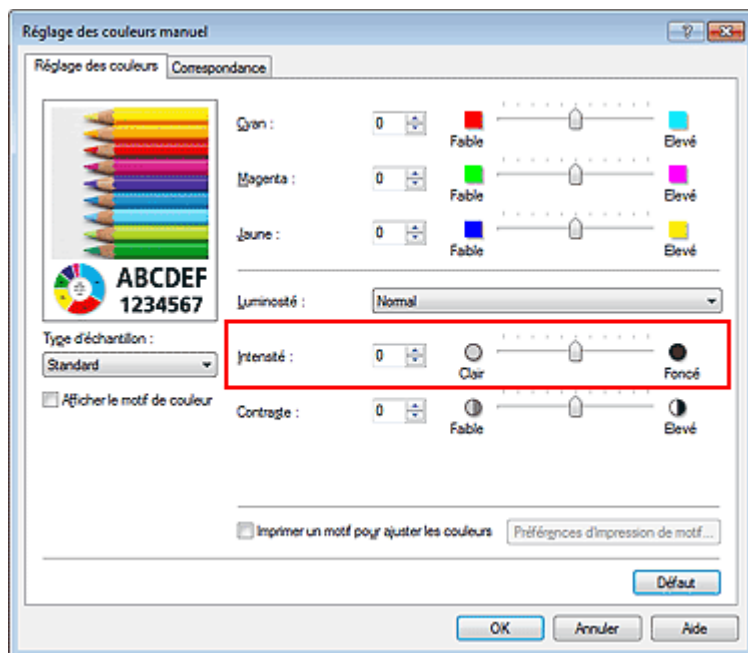 Réglage des couleurs manuel
Réglage des couleurs
Correspondance
Cyan :
0
Faible
Elevé
Magenta :
0
Faible
Elevé
Jaune :
0
Faible
Elevé
ABCDEF
1234567
Luminosité :
Normal
Type d'échantillon :
Standard
Intensité :
0
Clair
Foncé
Afficher le motif de couleur
Contraste :
0
Faible
Elevé
Imprimer un motif pour ajuster les couleurs
Préférences d'impression de motif...
Défaut
OK
Annuler
Aide